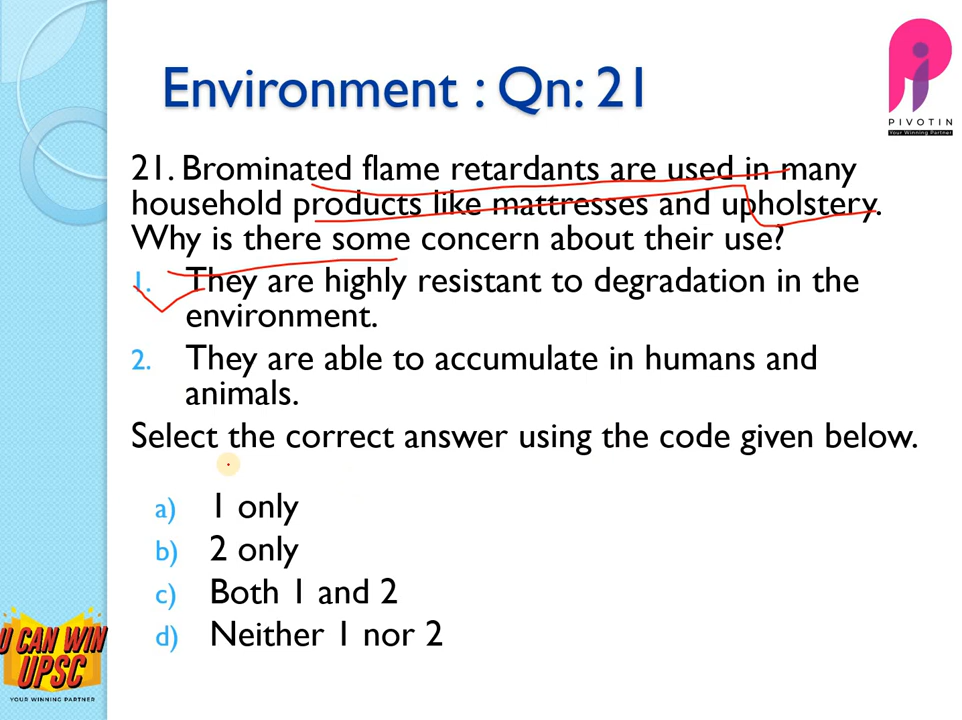 Environment : Qn: 21
PIVOTIN
Your Winning Partner
21. Brominated flame retardants are used in many
household products like mattresses and upholstery.
Why is there some concern about their use?
1. They are highly resistant to degradation in the
environment.
2. They are able to accumulate in humans and
animals.
Select the correct answer using the code given below.
a) 1 only
b) 2 only
c) Both 1 and 2
d) Neither 1 nor 2
U CAN WIN
UPSC
YOUR WINNING PARTNER